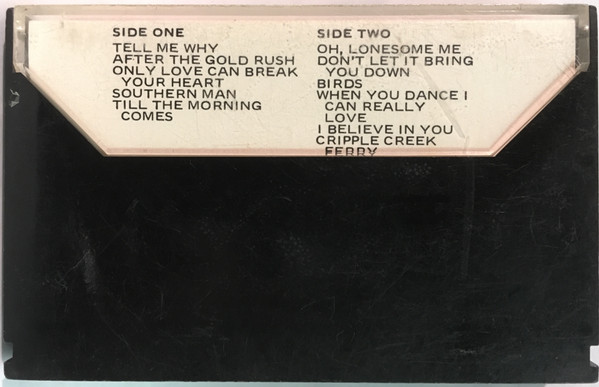 SIDE ONE
TELL ME WHY
AFTER THE GOLD RUSH
ONLY LOVE CAN BREAK
YOUR HEART
SOUTHERN MAN
TILL THE MORNING
COMES
SIDE TWO
OH, LONESOME ME
DON'T LET IT BRING
YOU DOWN
BIRDS
WHEN YOU DANCE I
CAN REALLY
LOVE
I BELIEVE IN YOU
CRIPPLE CREEK
FERRY